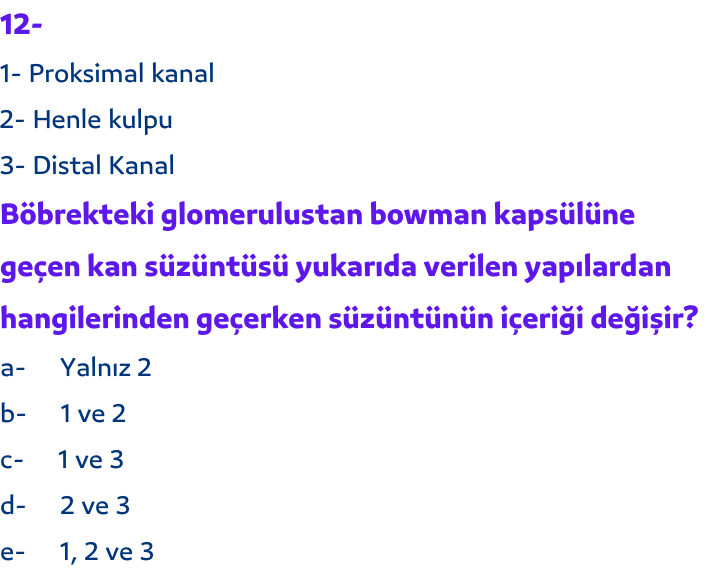 12-
1- Proksimal kanal
2- Henle kulpu
3- Distal Kanal
Böbrekteki glomerulustan bowman kapsülüne
geçen kan süzüntüsü yukarıda verilen yapılardan
hangilerinden geçerken süzüntünün içeriği değişir?
a- Yalnız 2
b- 1 ve 2
c- 1 ve 3
d- 2 ve 3
e- 1, 2 ve 3